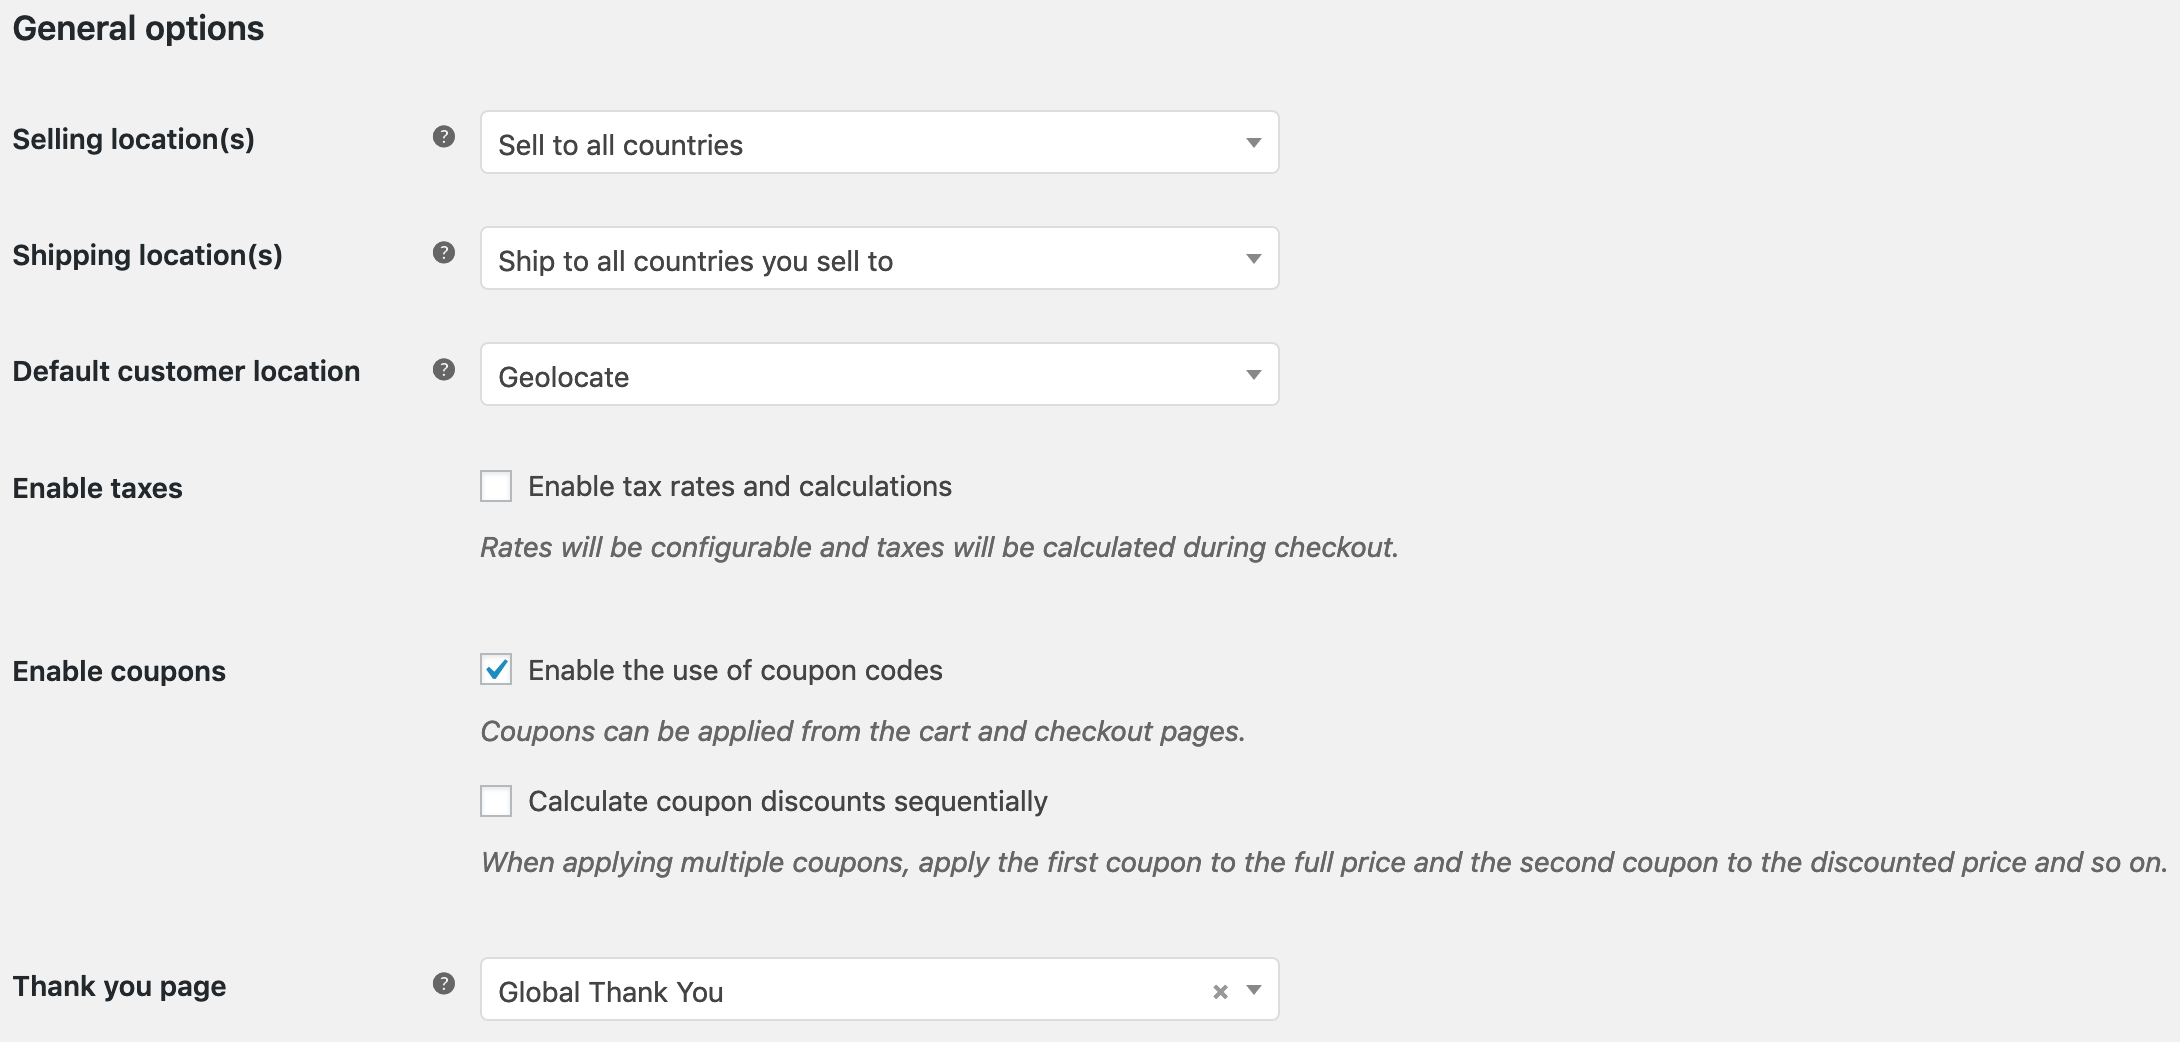 General options
Selling location(s)
Sell to all countries
Shipping location(s)
Ship to all countries you sell to
Default customer location
Geolocate
Enable taxes
Enable tax rates and calculations
Rates will be configurable and taxes will be calculated during checkout.
Enable coupons
Enable the use of coupon codes
Coupons can be applied from the cart and checkout pages.
Calculate coupon discounts sequentially
When applying multiple coupons, apply the first coupon to the full price and the second coupon to the discounted price and so on.
Thank you page
Global Thank You